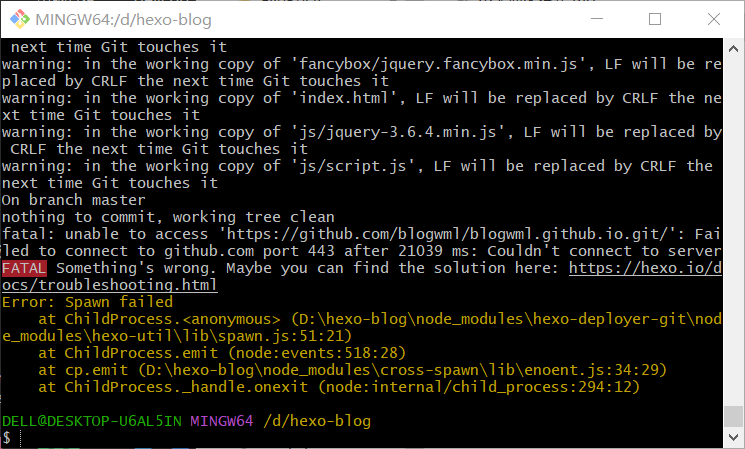 MINGW64:/d/hexo-blog
next time Git touches it
warning: in the working copy of 'fancybox/jquery.fancybox.min.js', LF will be re
placed by CRLF the next time Git touches it
warning: in the working copy of 'index.html', LF will be replaced by CRLF the ne
xt time Git touches it
warning: in the working copy of 'js/jquery-3.6.4.min.js', LF will be replaced by
CRLF the next time Git touches it
warning: in the working copy of 'js/script.js', LF will be replaced by CRLF the
next time Git touches it
On branch master
nothing to commit, working tree clean
fatal: unable to access 'https://github.com/blogwml/blogwml.github.io.git/': Fai
led to connect to github.com port 443 after 21039 ms: Couldn't connect to server
FATAL Something's wrong. Maybe you can find the solution here: https://hexo.io/d
ocs/troubleshooting.html
Error: Spawn failed
at ChildProcess.<anonymous> (D:\hexo-blog\node_modules\hexo-deployer-git\nod
e_modules\hexo-util\lib\spawn.js:51:21)
at ChildProcess.emit (node:events:518:28)
at cp.emit (D:\hexo-blog\node_modules\cross-spawn\lib\enoent.js:34:29)
at ChildProcess._handle.onexit (node:internal/child_process:294:12)
DELL@DESKTOP-U6AL5IN MINGW64 /d/hexo-blog
$